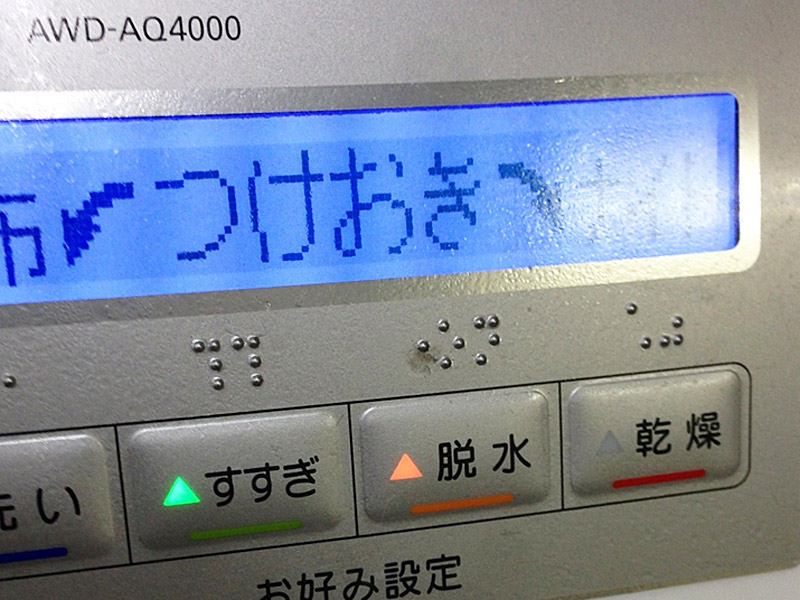 AWD-AQ4000
布 つけおき
洗い
すすぎ
脱水
乾燥
お好み設定